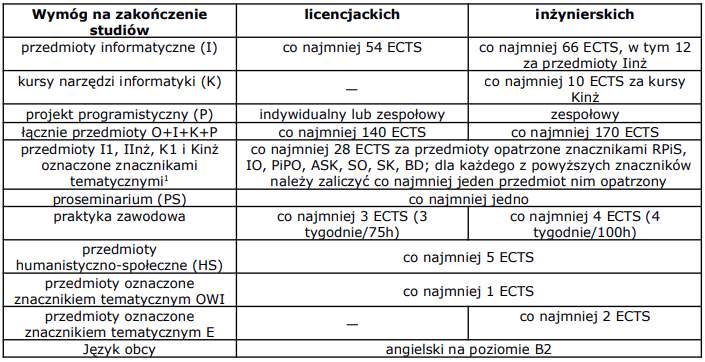 Wymóg na zakończenie studiów licencjackich inżynierskich
przedmioty informatyczne (I) co najmniej 54 ECTS co najmniej 66 ECTS, w tym 12
za przedmioty Iinż
kursy narzędzi informatyki (K) — co najmniej 10 ECTS za kursy
Kinż
projekt programistyczny (P) indywidualny lub zespołowy zespołowy
łącznie przedmioty O+I+K+P co najmniej 140 ECTS co najmniej 170 ECTS
przedmioty I1, IInż, K1 i Kinż
oznaczone znacznikami
tematycznymi¹
co najmniej 28 ECTS za przedmioty opatrzone znacznikami RPiS,
IO, PiPO, ASK, SO, SK, BD; dla każdego z powyższych znaczników
należy zaliczyć co najmniej jeden przedmiot nim opatrzony
proseminarium (PS) co najmniej jedno
praktyka zawodowa co najmniej 3 ECTS (3
tygodnie/75h)
co najmniej 4 ECTS (4
tygodnie/100h)
przedmioty
humanistyczno-społeczne (HS)
co najmniej 5 ECTS
przedmioty oznaczone
znacznikiem tematycznym OWI
co najmniej 1 ECTS
przedmioty oznaczone
znacznikiem tematycznym E
— co najmniej 2 ECTS
Język obcy angielski na poziomie B2